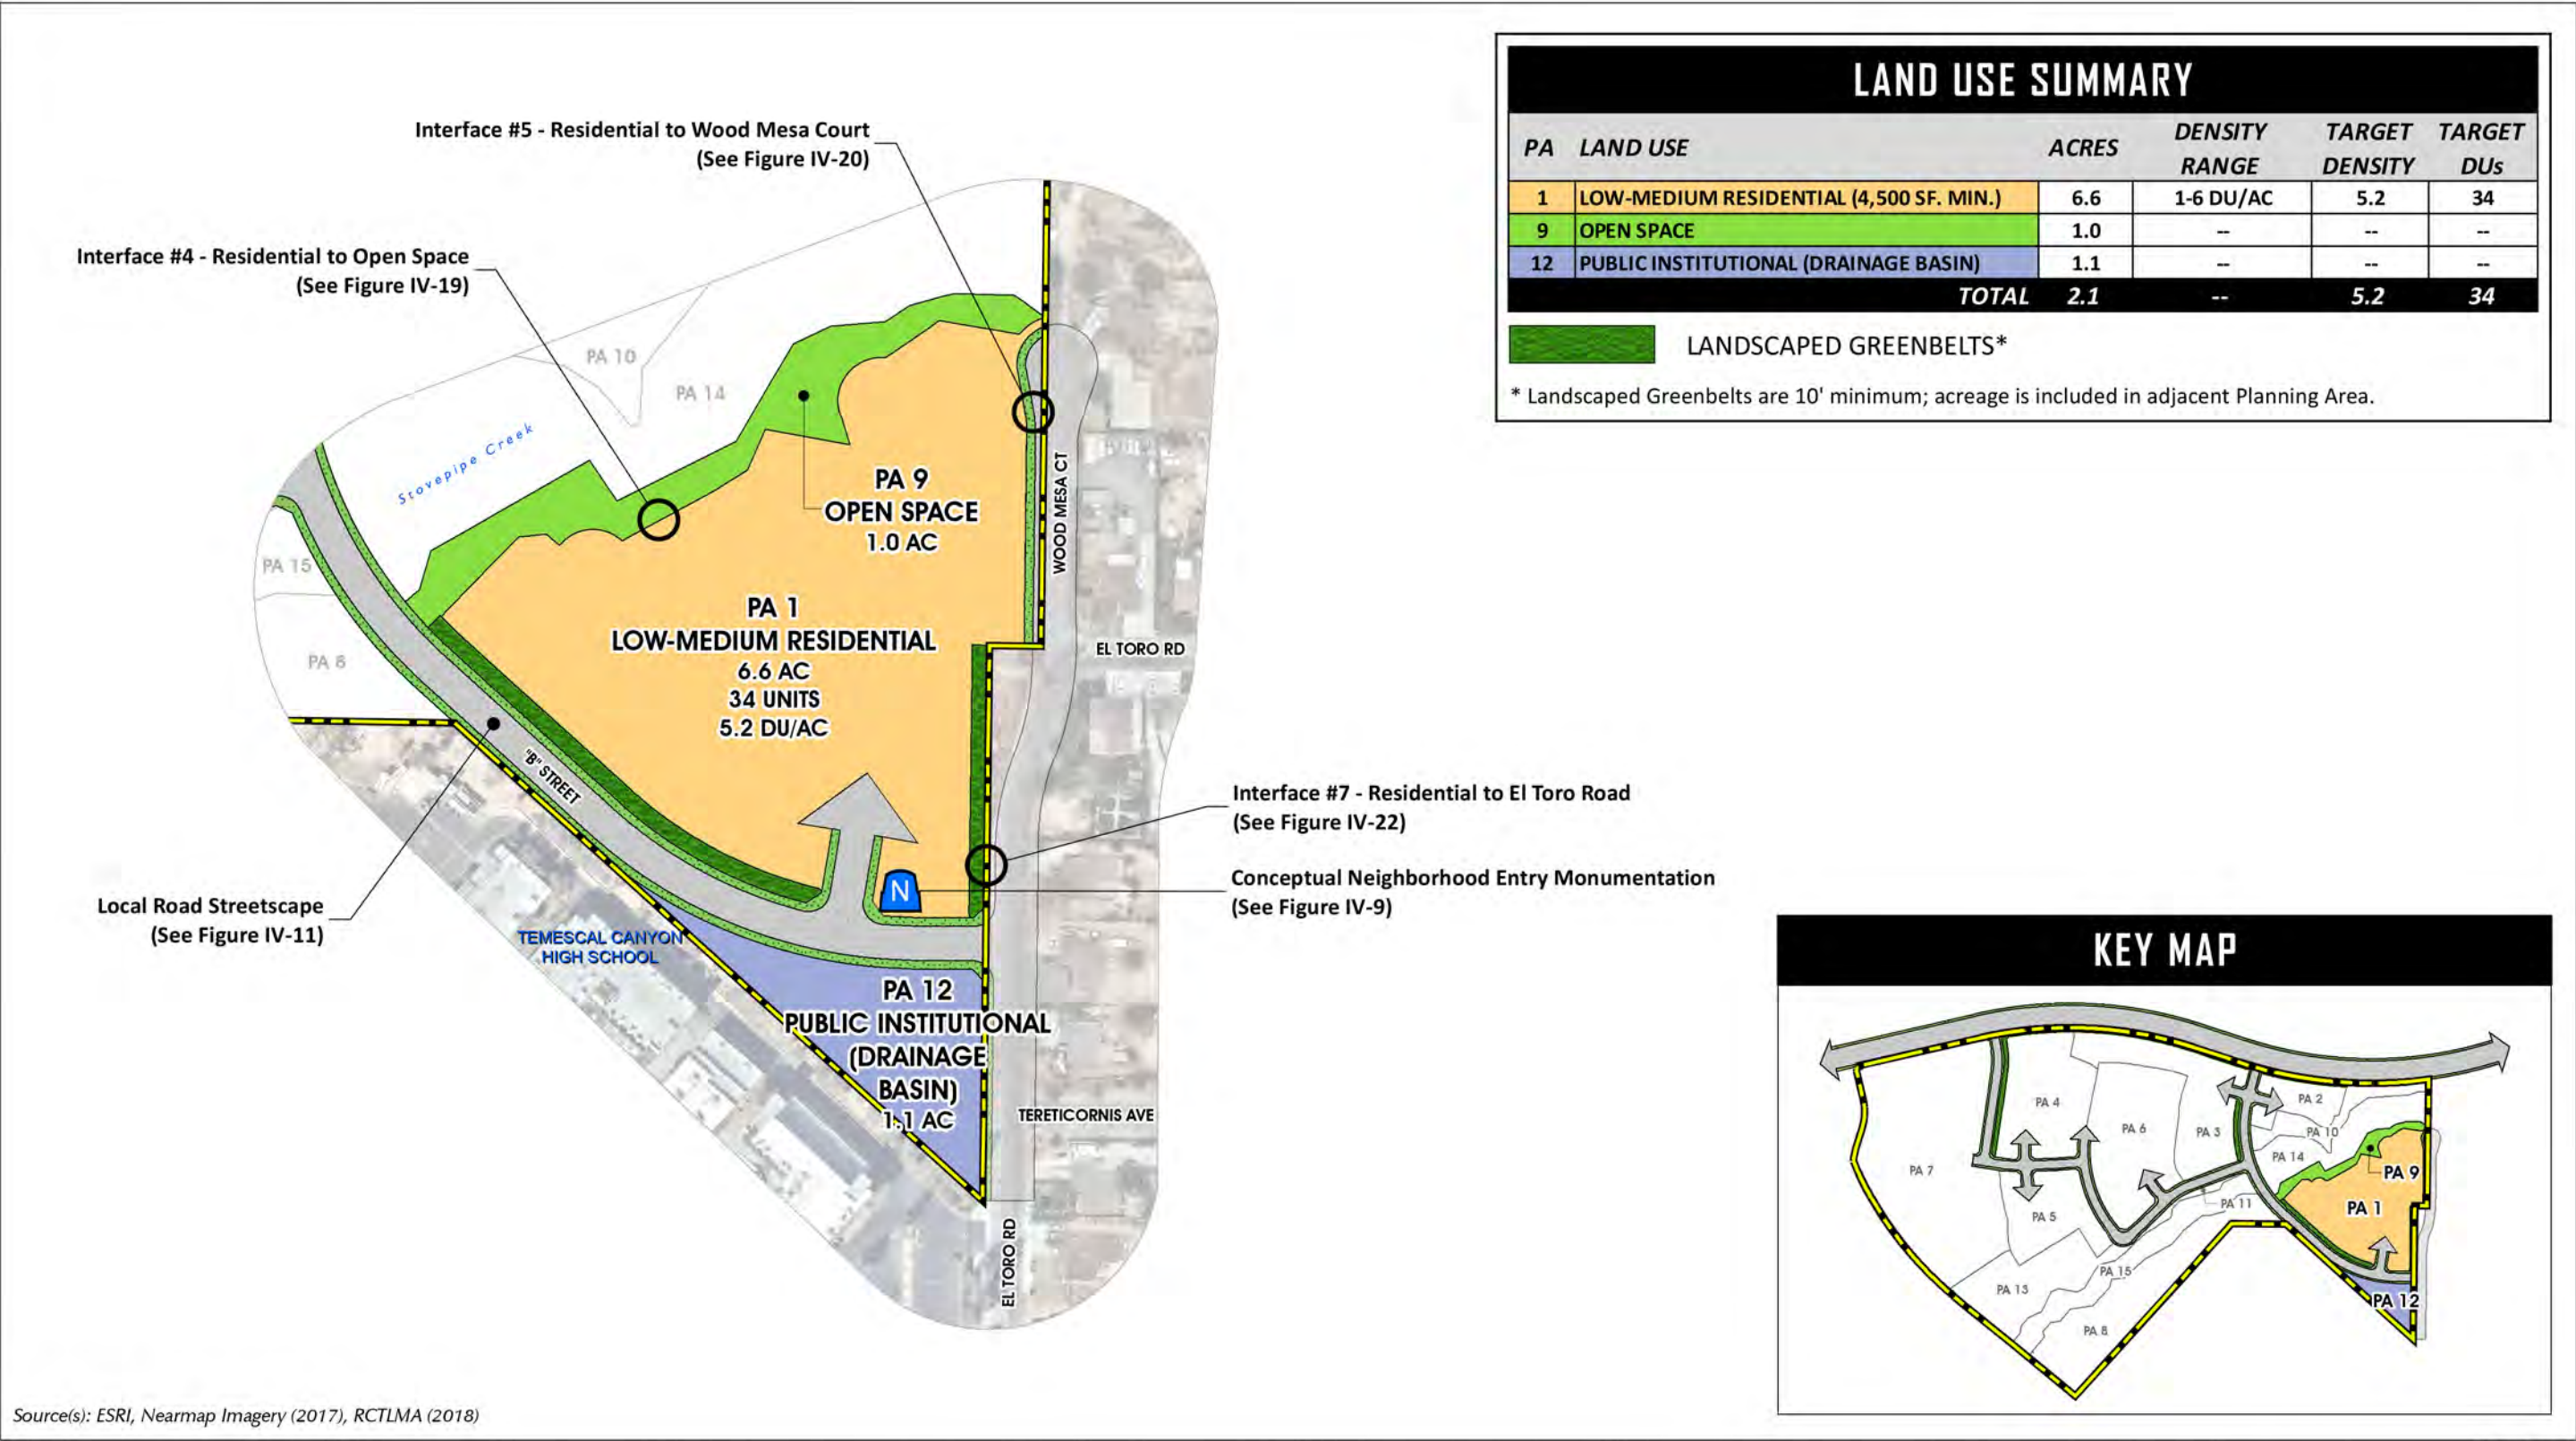 LAND USE SUMMARY
PA LAND USE ACRES DENSITY RANGE TARGET DENSITY TARGET DUs
1 LOW-MEDIUM RESIDENTIAL (4,500 SF. MIN.) 6.6 1-6 DU/AC 5.2 34
9 OPEN SPACE 1.0 -- -- --
12 PUBLIC INSTITUTIONAL (DRAINAGE BASIN) 1.1 -- -- --
TOTAL 2.1 -- 5.2 34
LANDSCAPED GREENBELTS*
* Landscaped Greenbelts are 10' minimum; acreage is included in adjacent Planning Area.
Interface #5 - Residential to Wood Mesa Court
(See Figure IV-20)
Interface #4 - Residential to Open Space
(See Figure IV-19)
PA 10
PA 14
Stovepipe Creek
PA 9
OPEN SPACE
1.0 AC
WOOD MESA CT
PA 15
PA 1
LOW-MEDIUM RESIDENTIAL
6.6 AC
34 UNITS
5.2 DU/AC
EL TORO RD
PA 8
"B" STREET
Interface #7 - Residential to El Toro Road
(See Figure IV-22)
N
Conceptual Neighborhood Entry Monumentation
(See Figure IV-9)
Local Road Streetscape
(See Figure IV-11)
TEMESCAL CANYON
HIGH SCHOOL
PA 12
PUBLIC INSTITUTIONAL
(DRAINAGE
BASIN)
1.1 AC
TERETICORNIS AVE
EL TORO RD
KEY MAP
PA 4
PA 2
PA 6
PA 3
PA 10
PA 14
PA 7
PA 9
PA 11
PA 1
PA 5
PA 15
PA 13
PA 12
PA 8
Source(s): ESRI, Nearmap Imagery (2017), RCTLMA (2018)